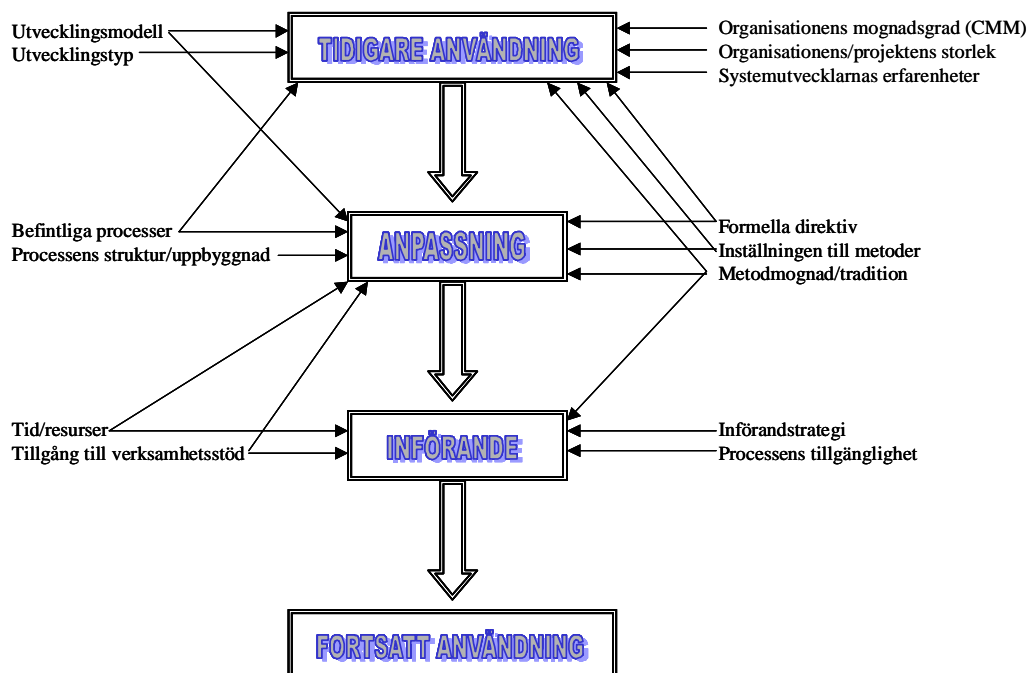 Utvecklingsmodell
Utvecklingstyp
TIDIGARE ANVÄNDNING
Organisationens mognadsgrad (CMM)
Organisationens/projektens storlek
Systemutvecklarnas erfarenheter
Befintliga processer
Processens struktur/uppbyggnad
ANPASSNING
Formella direktiv
Inställningen till metoder
Metodmognad/tradition
Tid/resurser
Tillgång till verksamhetsstöd
INFÖRANDE
Införandstrategi
Processens tillgänglighet
FORTSATT ANVÄNDNING